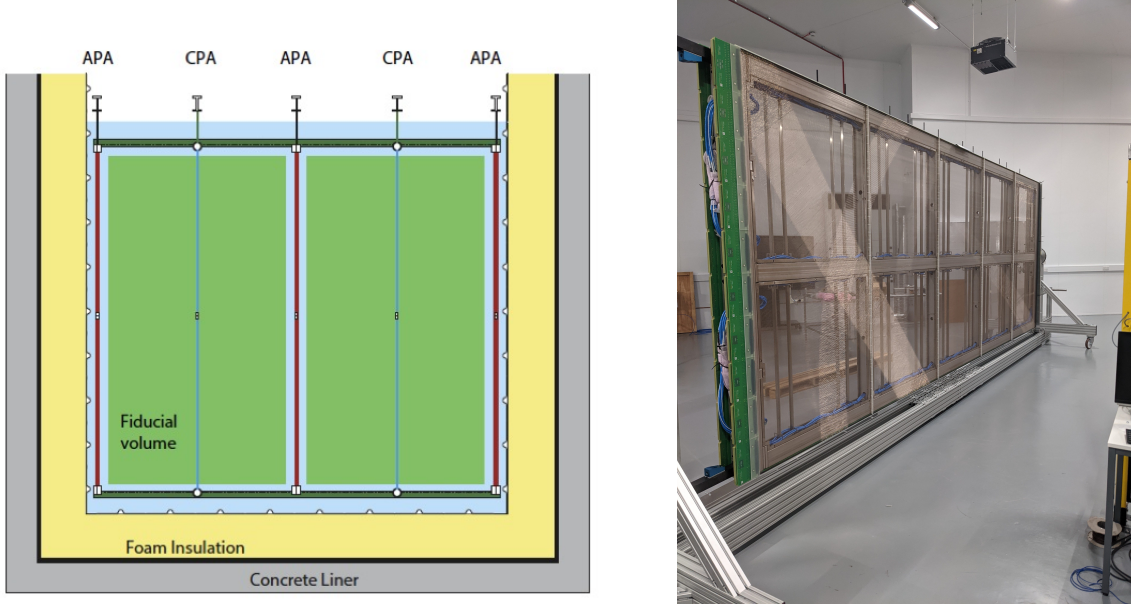 APA CPA APA CPA APA
Fiducial
volume
Foam Insulation
Concrete Liner